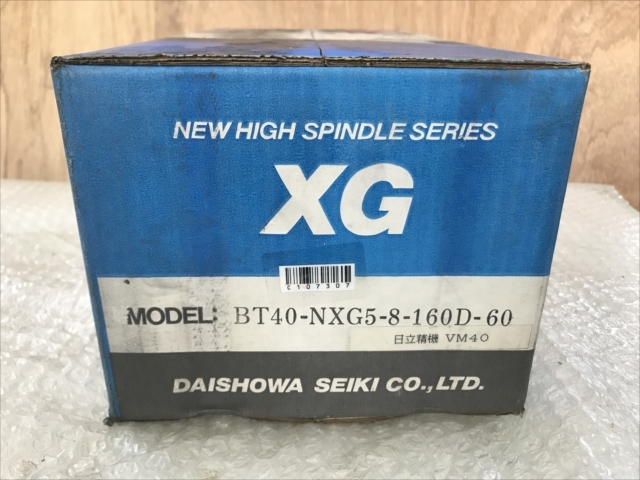 NEW HIGH SPINDLE SERIES
XG
C107307
MODEL: BT40-NXG5-8-160D-60
日立精機 VM40
DAISHOWA SEIKI CO.,LTD.